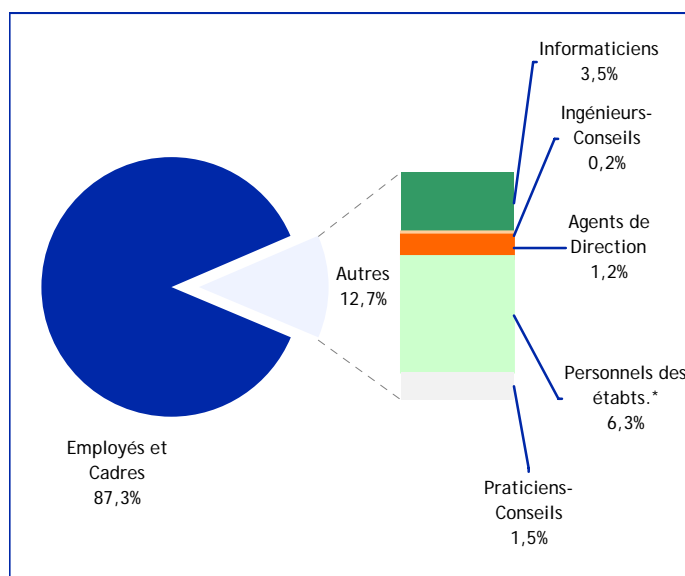 Informaticiens
3,5%
Ingénieurs-
Conseils
0,2%
Agents de
Direction
1,2%
Autres
12,7%
Personnels des
étabts.*
6,3%
Employés et
Cadres
87,3%
Praticiens-
Conseils
1,5%